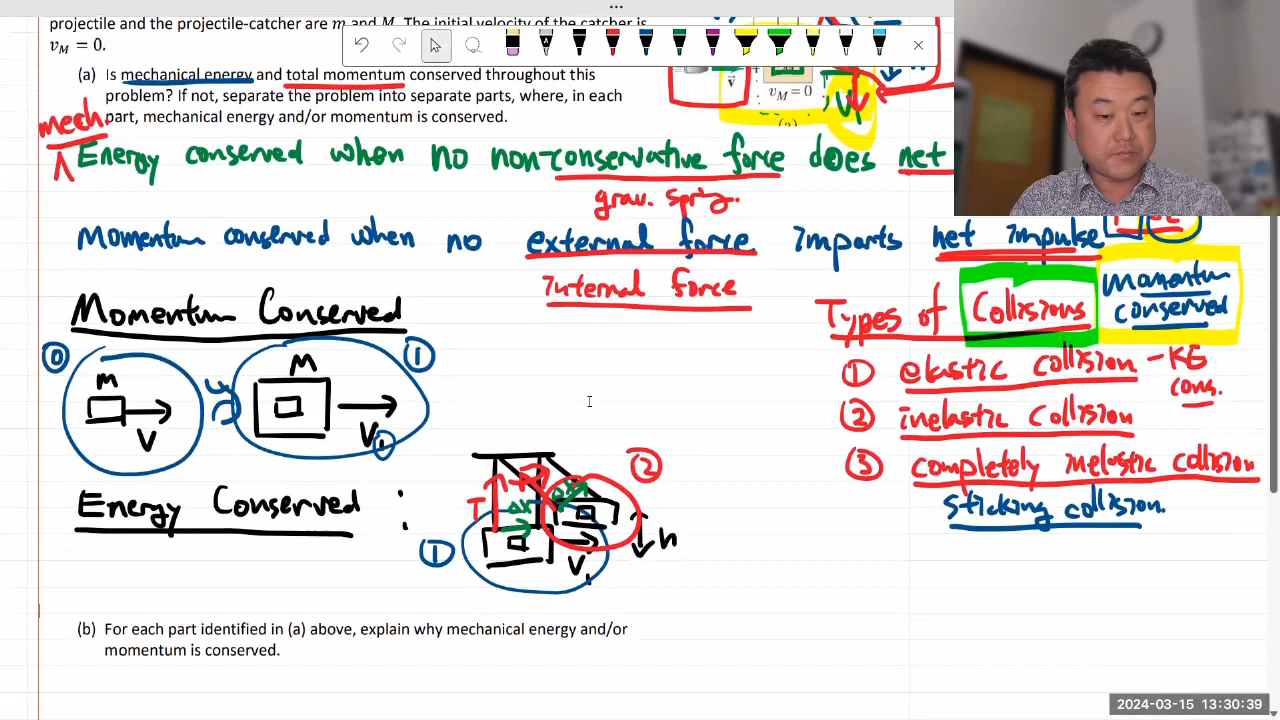 projectile and the projectile-catcher are m and M. The initial velocity of the catcher is
v_M = 0.
(a) Is mechanical energy and total momentum conserved throughout this
problem? If not, separate the problem into separate parts, where, in each
part, mechanical energy and/or momentum is conserved.
v_M = 0
V₁
(a)
mech.
Energy conserved when no non-conservative force does net
grav. spring.
Momentum conserved when no external force imparts net impulse
internal force
Momentum Conserved
Types of Collisions
Momentum
conserved
① elastic collision - KE
cons.
② inelastic collision
③ completely inelastic collision
sticking collision.
⓪ m V
M ① V₁
Energy Conserved :
② T Δx Δx
① V₁ h
(b) For each part identified in (a) above, explain why mechanical energy and/or
momentum is conserved.
2024-03-15 13:30:39